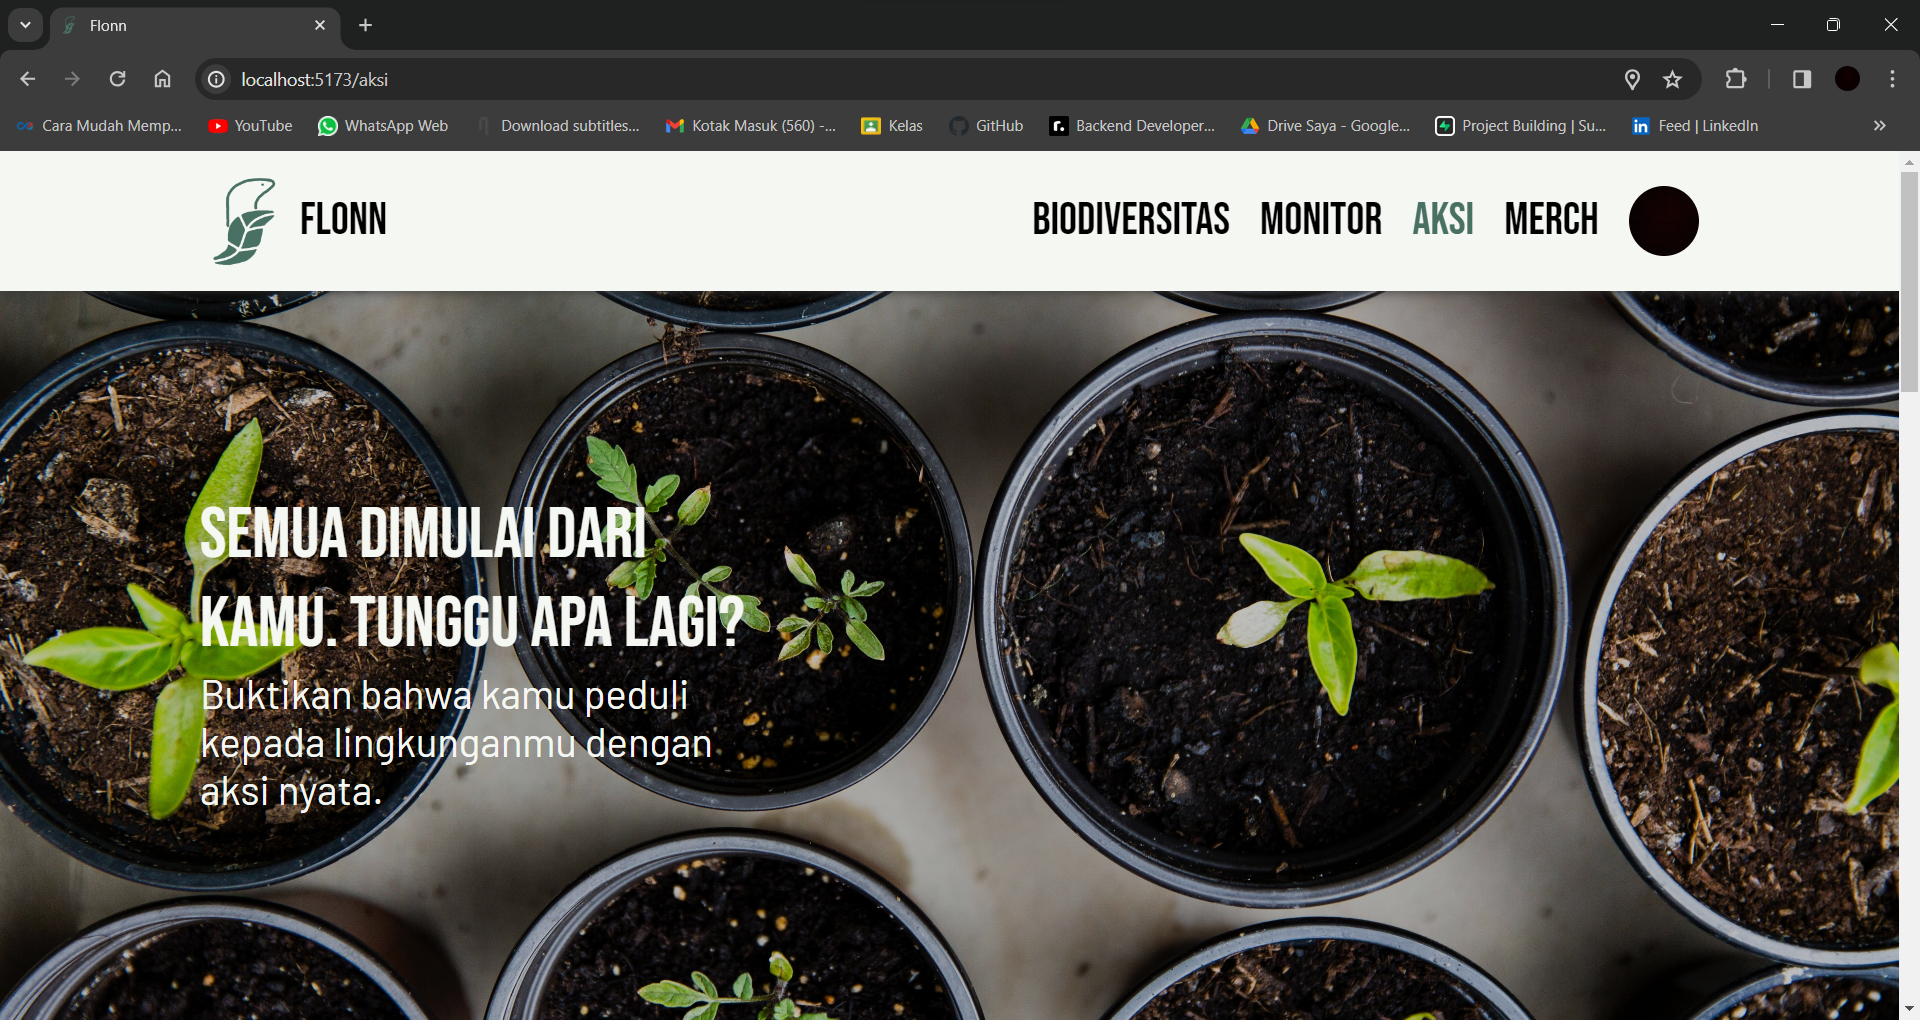 Flonn
localhost:5173/aksi
Cara Mudah Memp...
YouTube
WhatsApp Web
Download subtitles...
Kotak Masuk (560) -...
Kelas
GitHub
Backend Developer...
Drive Saya - Google...
Project Building | Su...
Feed | LinkedIn
FLONN
BIODIVERSITAS
MONITOR
AKSI
MERCH
SEMUA DIMULAI DARI
KAMU. TUNGGU APA LAGI?
Buktikan bahwa kamu peduli
kepada lingkunganmu dengan
aksi nyata.